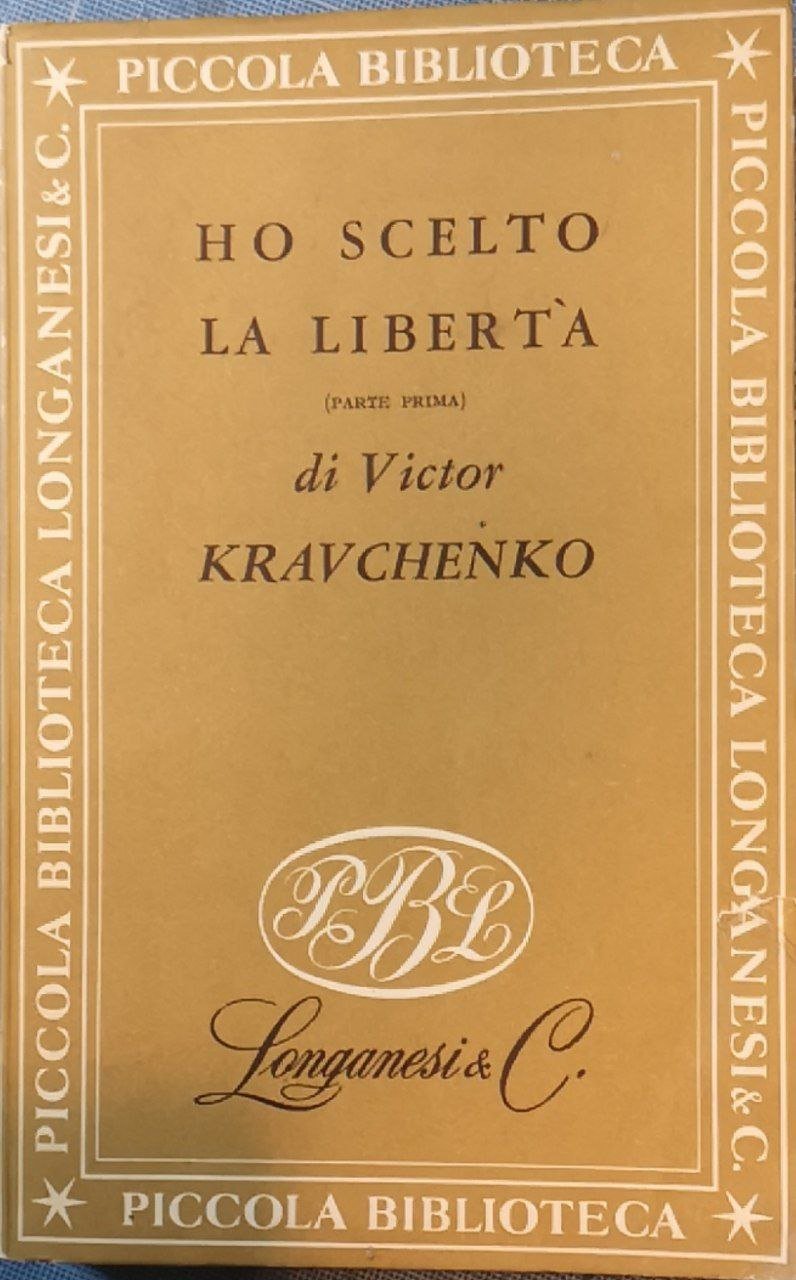 PICCOLA BIBLIOTECA
PICCOLA BIBLIOTECA LONGANESI & C.
PICCOLA BIBLIOTECA LONGANESI & C.
HO SCELTO
LA LIBERTÀ
(PARTE PRIMA)
di Victor
KRAVCHENKO
PBL
Longanesi & C.
PICCOLA BIBLIOTECA